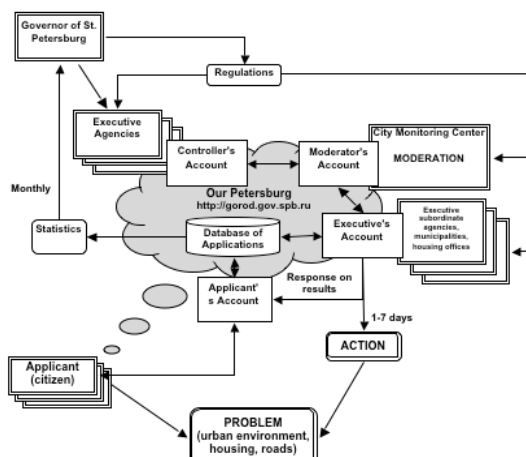 Governor of St.
Petersburg
Regulations
Executive
Agencies
City Monitoring Center
MODERATION
Controller's
Account
Moderator's
Account
Monthly
Our Petersburg
http://gorod.gov.spb.ru
Executive
subordinate
agencies,
municipalities,
housing offices
Executive's
Account
Statistics
Database of
Applications
Response on
results
Applicant'
s Account
1-7 days
ACTION
Applicant
(citizen)
PROBLEM
(urban environment,
housing, roads)